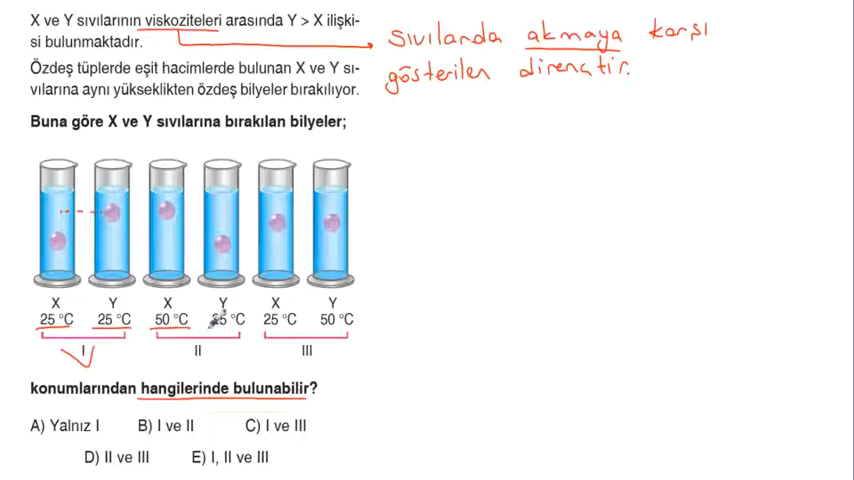 X ve Y sıvılarının viskoziteleri arasında Y > X ilişki-
si bulunmaktadır.
Özdeş tüplerde eşit hacimlerde bulunan X ve Y sı-
vılarına aynı yükseklikten özdeş bilyeler bırakılıyor.
sıvılarda akmaya karşı
gösterilen dirençtir.
Buna göre X ve Y sıvılarına bırakılan bilyeler;
X Y X Y X Y
25 °C 25 °C 50 °C 25 °C 25 °C 50 °C
I II III
konumlarından hangilerinde bulunabilir?
A) Yalnız I B) I ve II C) I ve III
D) II ve III E) I, II ve III